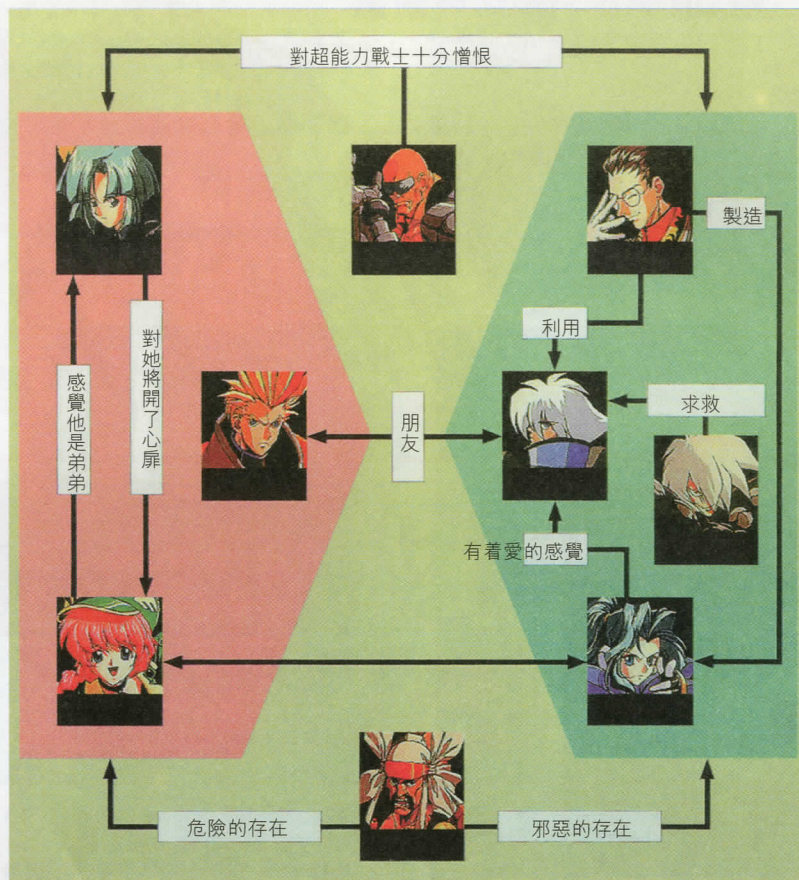 對超能力戰士十分憎恨
製造
利用
對她將開了心扉
感覺他是弟弟
朋友
求救
有着愛的感覺
危險的存在
邪惡的存在